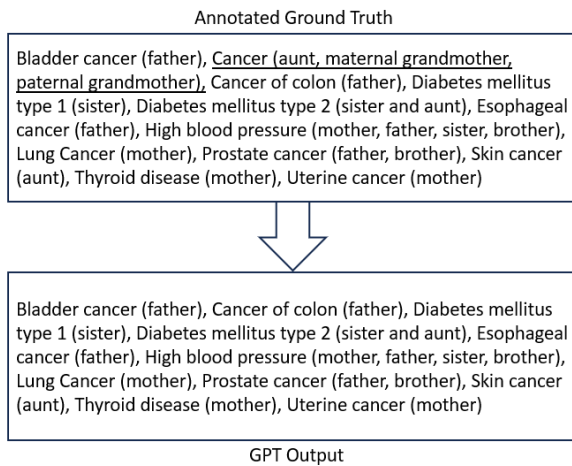 Annotated Ground Truth
Bladder cancer (father), Cancer (aunt, maternal grandmother,
paternal grandmother), Cancer of colon (father), Diabetes mellitus
type 1 (sister), Diabetes mellitus type 2 (sister and aunt), Esophageal
cancer (father), High blood pressure (mother, father, sister, brother),
Lung Cancer (mother), Prostate cancer (father, brother), Skin cancer
(aunt), Thyroid disease (mother), Uterine cancer (mother)
Bladder cancer (father), Cancer of colon (father), Diabetes mellitus
type 1 (sister), Diabetes mellitus type 2 (sister and aunt), Esophageal
cancer (father), High blood pressure (mother, father, sister, brother),
Lung Cancer (mother), Prostate cancer (father, brother), Skin cancer
(aunt), Thyroid disease (mother), Uterine cancer (mother)
GPT Output